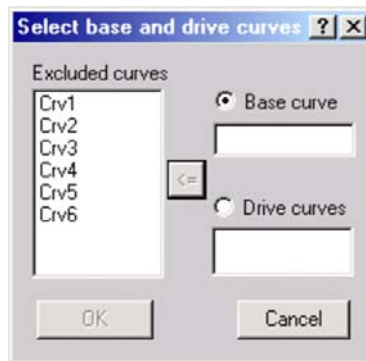 Select base and drive curves ? X
Excluded curves
Crv1
Crv2
Crv3
Crv4
Crv5
Crv6
<=
Base curve
Drive curves
OK
Cancel